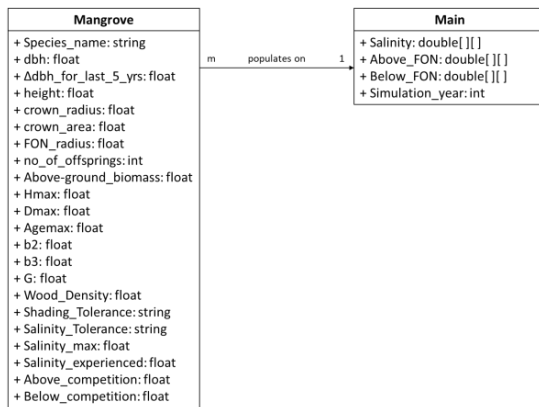 Mangrove
+ Species_name: string
+ dbh: float
+ Δdbh_for_last_5_yrs: float
+ height: float
+ crown_radius: float
+ crown_area: float
+ FON_radius: float
+ no_of_offsprings: int
+ Above-ground_biomass: float
+ Hmax: float
+ Dmax: float
+ Agemax: float
+ b2: float
+ b3: float
+ G: float
+ Wood_Density: float
+ Shading_Tolerance: string
+ Salinity_Tolerance: string
+ Salinity_max: float
+ Salinity_experienced: float
+ Above_competition: float
+ Below_competition: float
m populates on 1
Main
+ Salinity: double[ ][ ]
+ Above_FON: double[ ][ ]
+ Below_FON: double[ ][ ]
+ Simulation_year: int